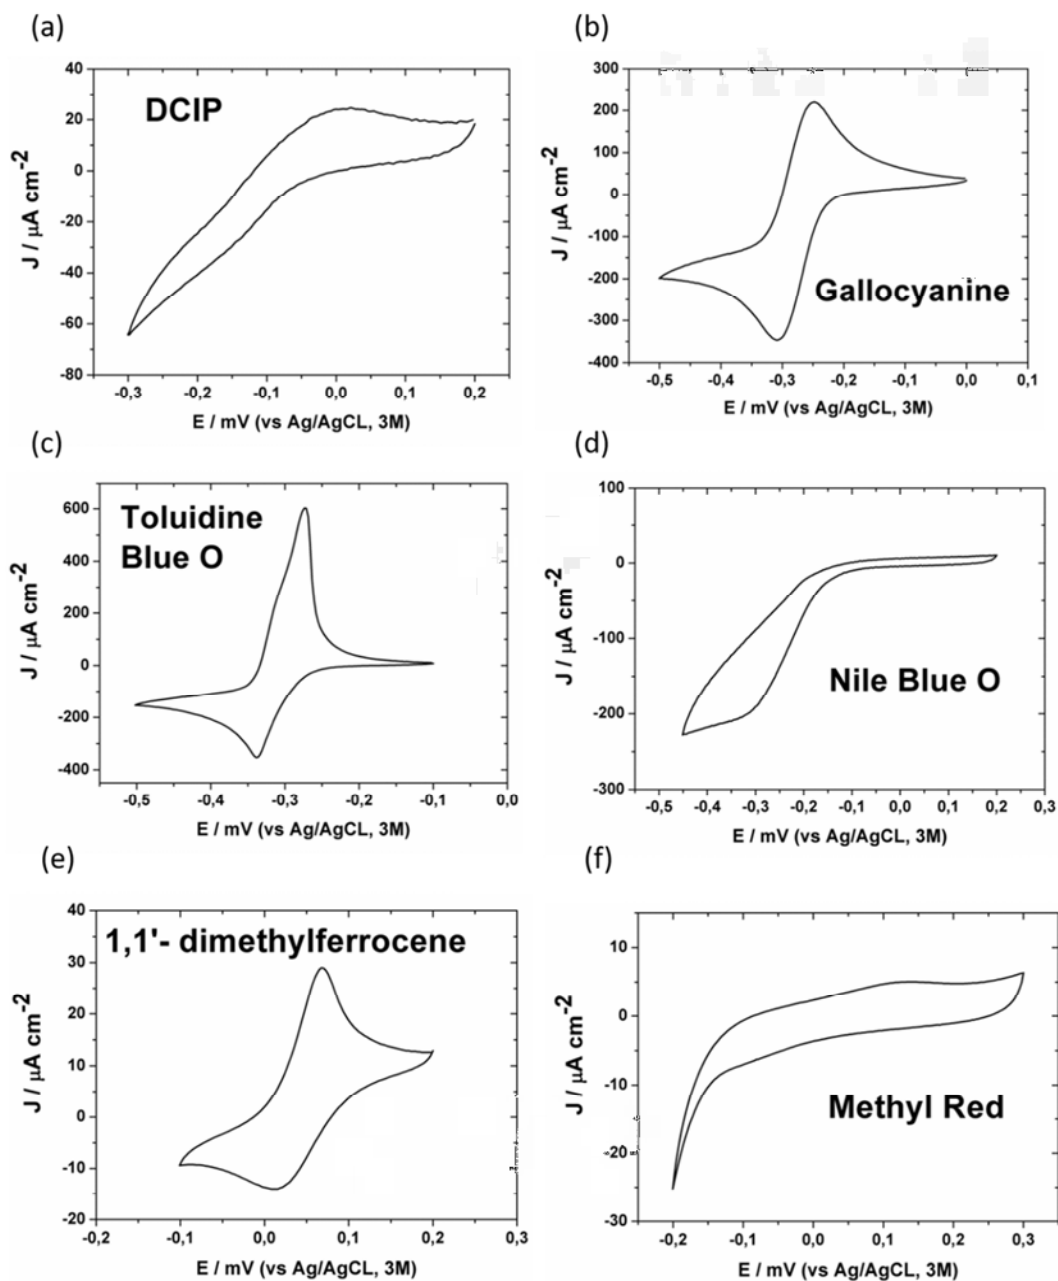 (a)
40
20
0
-20
-40
-60
-80
J / µA cm-2
DCIP
-0,3 -0,2 -0,1 0,0 0,1 0,2
E / mV (vs Ag/AgCL, 3M)
(b)
300
200
100
0
-100
-200
-300
-400
J / µA cm-2
Gallocyanine
-0,5 -0,4 -0,3 -0,2 -0,1 0,0 0,1
E / mV (vs Ag/AgCL, 3M)
(c)
600
400
200
0
-200
-400
J / µA cm-2
Toluidine
Blue O
-0,5 -0,4 -0,3 -0,2 -0,1 0,0
E / mV (vs Ag/AgCL, 3M)
(d)
100
0
-100
-200
-300
J / µA cm-2
Nile Blue O
-0,5 -0,4 -0,3 -0,2 -0,1 0,0 0,1 0,2 0,3
E / mV (vs Ag/AgCL, 3M)
(e)
40
30
20
10
0
-10
-20
J / µA cm-2
1,1'- dimethylferrocene
-0,2 -0,1 0,0 0,1 0,2 0,3
E / mV (vs Ag/AgCL, 3M)
(f)
10
0
-10
-20
-30
J / µA cm-2
Methyl Red
-0,2 -0,1 0,0 0,1 0,2 0,3
E / mV (vs Ag/AgCL, 3M)